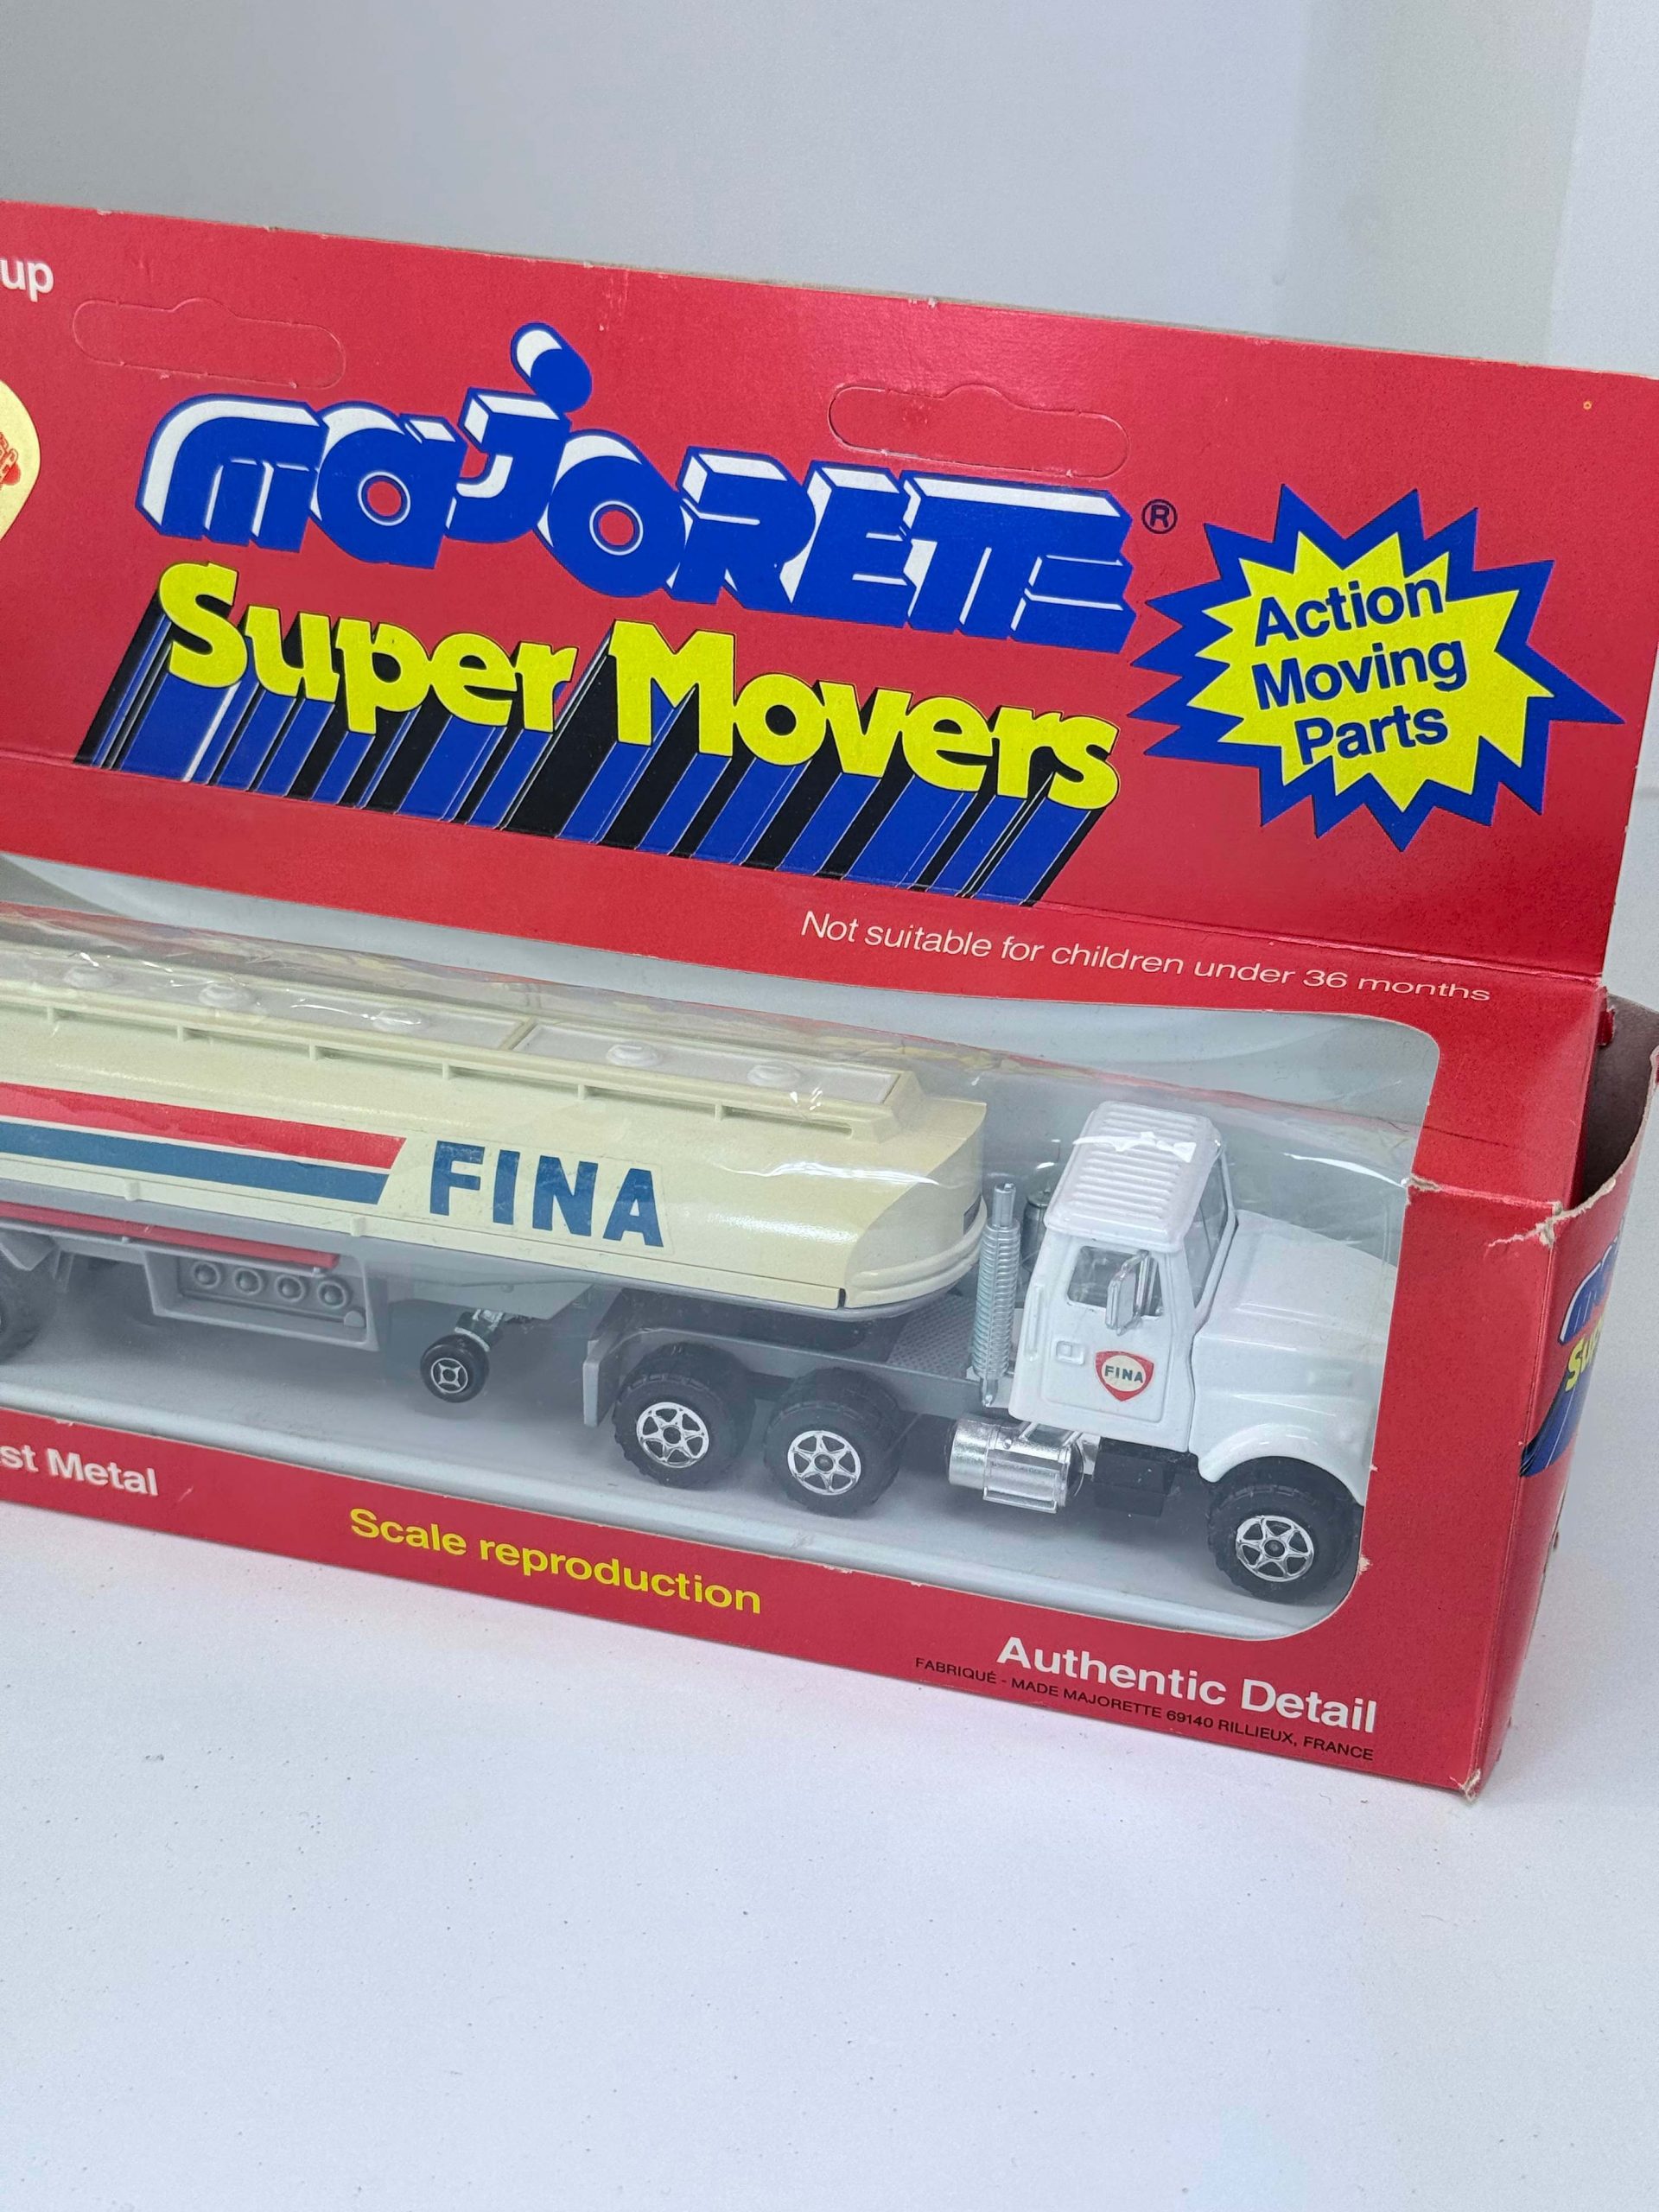 up
majorette®
Super Movers
Action
Moving
Parts
Not suitable for children under 36 months
FINA
FINA
st Metal
Scale reproduction
Authentic Detail
FABRIQUÉ - MADE MAJORETTE 69140 RILLIEUX, FRANCE